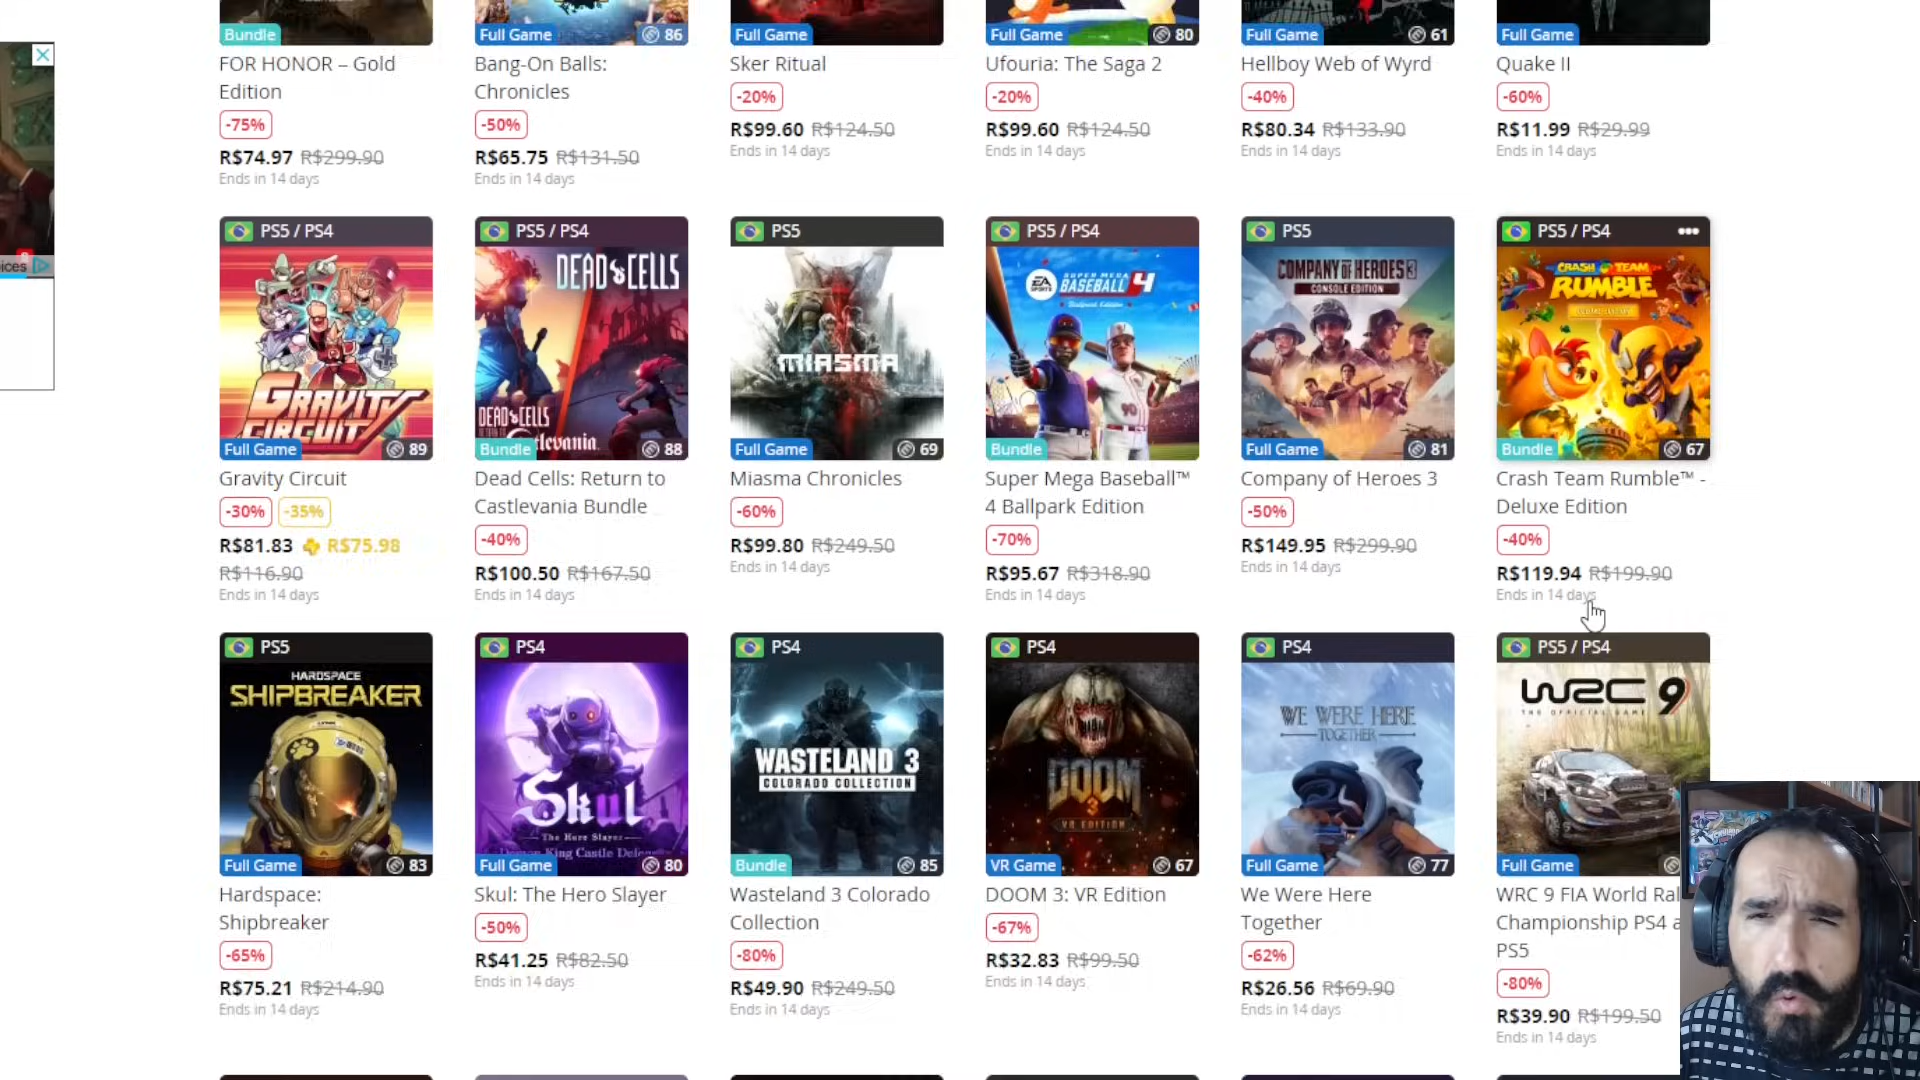 Bundle
Full Game 86
Full Game
Full Game 80
Full Game 61
Full Game
FOR HONOR – Gold
Edition
-75%
R$74.97 R$299.90
Ends in 14 days
Bang-On Balls:
Chronicles
-50%
R$65.75 R$131.50
Ends in 14 days
Sker Ritual
-20%
R$99.60 R$124.50
Ends in 14 days
Ufouria: The Saga 2
-20%
R$99.60 R$124.50
Ends in 14 days
Hellboy Web of Wyrd
-40%
R$80.34 R$133.90
Ends in 14 days
Quake II
-60%
R$11.99 R$29.99
Ends in 14 days
PS5 / PS4
GRAVITY
CIRCUIT
Full Game 89
Gravity Circuit
-30% -35%
R$81.83 R$75.98
R$116.90
Ends in 14 days
PS5 / PS4
DEAD CELLS
DEAD CELLS
Bundle 88
Dead Cells: Return to
Castlevania Bundle
-40%
R$100.50 R$167.50
Ends in 14 days
PS5
MIASMA
Full Game 69
Miasma Chronicles
-60%
R$99.80 R$249.50
Ends in 14 days
PS5 / PS4
EA SPORTS
SUPER MEGA
BASEBALL 4
Ballpark Edition
90
Bundle
Super Mega Baseball™
4 Ballpark Edition
-70%
R$95.67 R$318.90
Ends in 14 days
PS5
COMPANY OF HEROES 3
CONSOLE EDITION
Full Game 81
Company of Heroes 3
-50%
R$149.95 R$299.90
Ends in 14 days
PS5 / PS4 •••
CRASH TEAM
RUMBLE
Bundle 67
Crash Team Rumble™ -
Deluxe Edition
-40%
R$119.94 R$199.90
Ends in 14 days
PS5
HARDSPACE
SHIPBREAKER
Full Game 83
Hardspace:
Shipbreaker
-65%
R$75.21 R$214.90
Ends in 14 days
PS4
Skul
The Hero Slayer
Full Game 80
Skul: The Hero Slayer
-50%
R$41.25 R$82.50
Ends in 14 days
PS4
WASTELAND 3
COLORADO COLLECTION
Bundle 85
Wasteland 3 Colorado
Collection
-80%
R$49.90 R$249.50
Ends in 14 days
PS4
DOOM
3
VR EDITION
VR Game 67
DOOM 3: VR Edition
-67%
R$32.83 R$99.50
Ends in 14 days
PS4
WE WERE HERE
TOGETHER
Full Game 77
We Were Here
Together
-62%
R$26.56 R$69.90
Ends in 14 days
PS5 / PS4
WRC 9
THE OFFICIAL GAME
Full Game
WRC 9 FIA World Ral
Championship PS4 a
PS5
-80%
R$39.90 R$199.50
Ends in 14 days